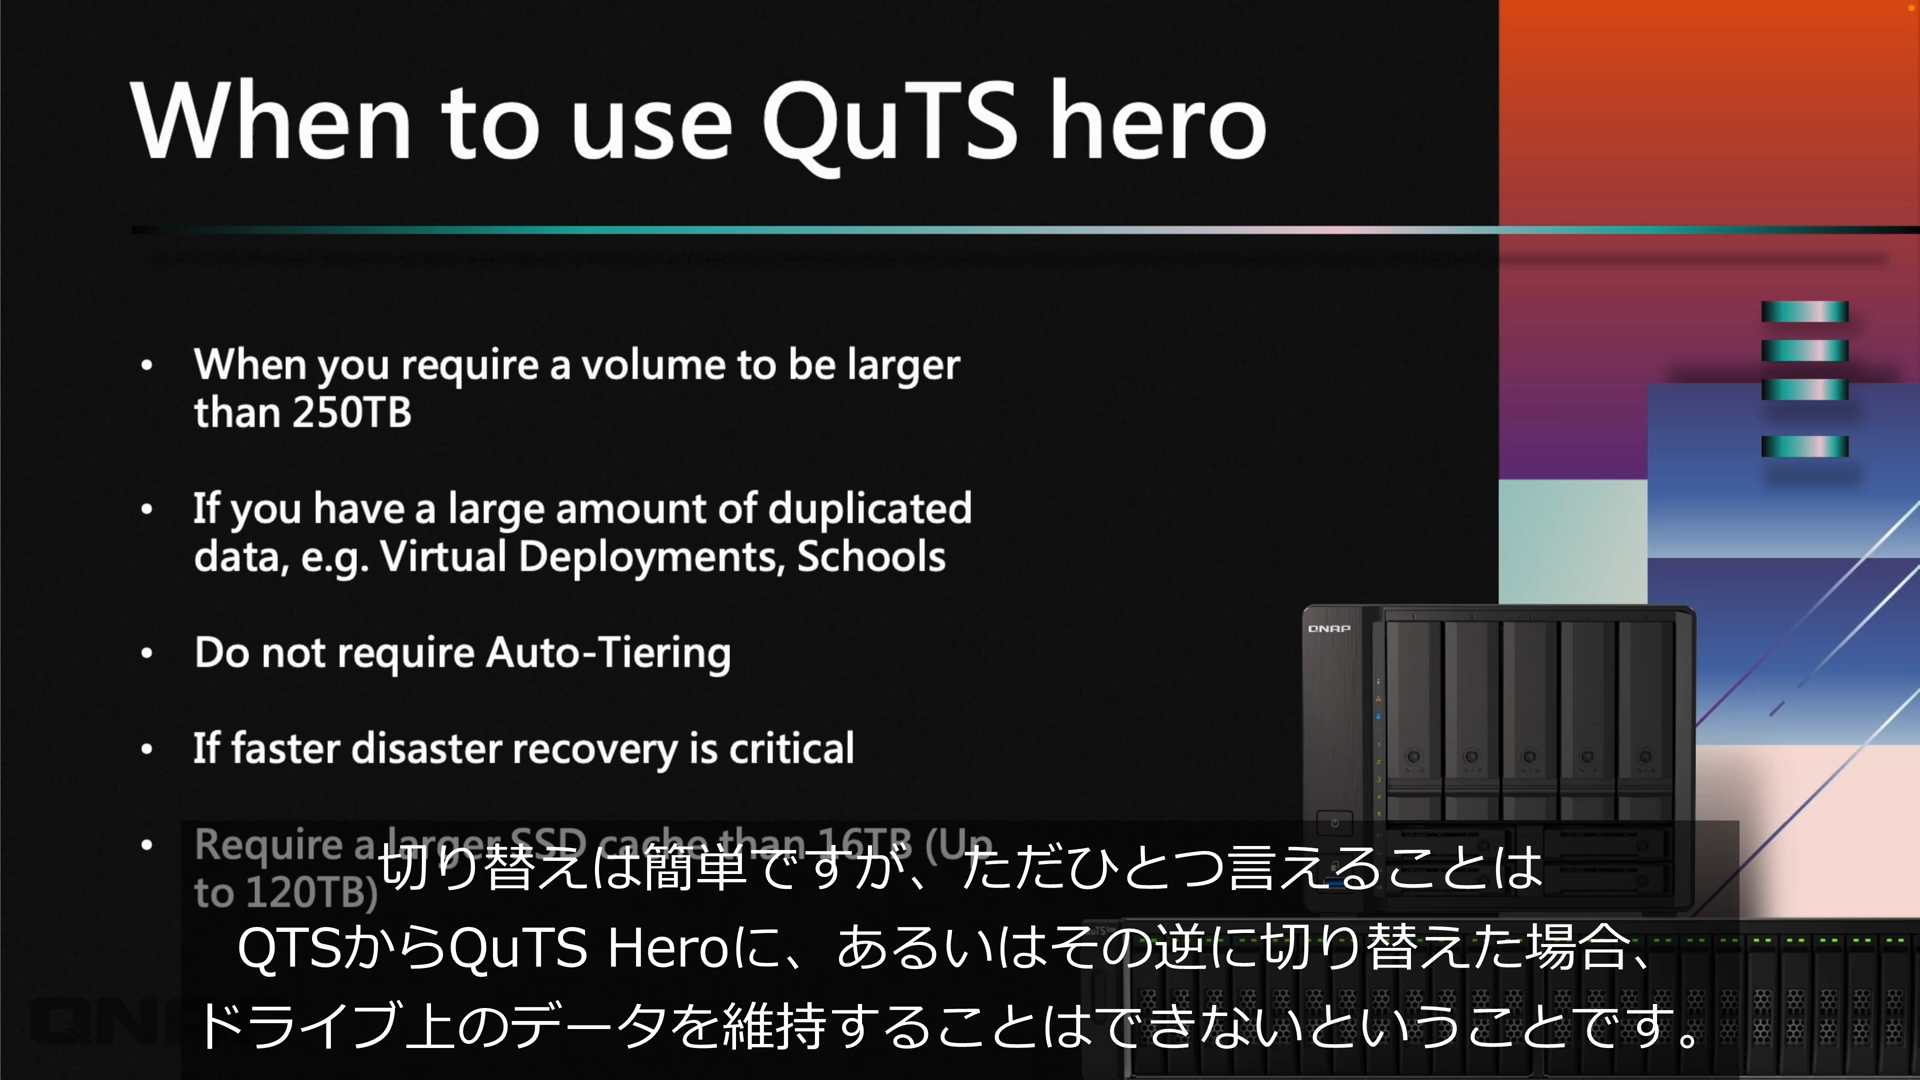 When to use QuTS hero
• When you require a volume to be larger
than 250TB
• If you have a large amount of duplicated
data, e.g. Virtual Deployments, Schools
• Do not require Auto-Tiering
• If faster disaster recovery is critical
• Require a larger SSD cache than 16TB (Up
to 120TB)
QNAP
切り替えは簡単ですが、ただひとつ言えることは
QTSからQuTS Heroに、あるいはその逆に切り替えた場合、
ドライブ上のデータを維持することはできないということです。